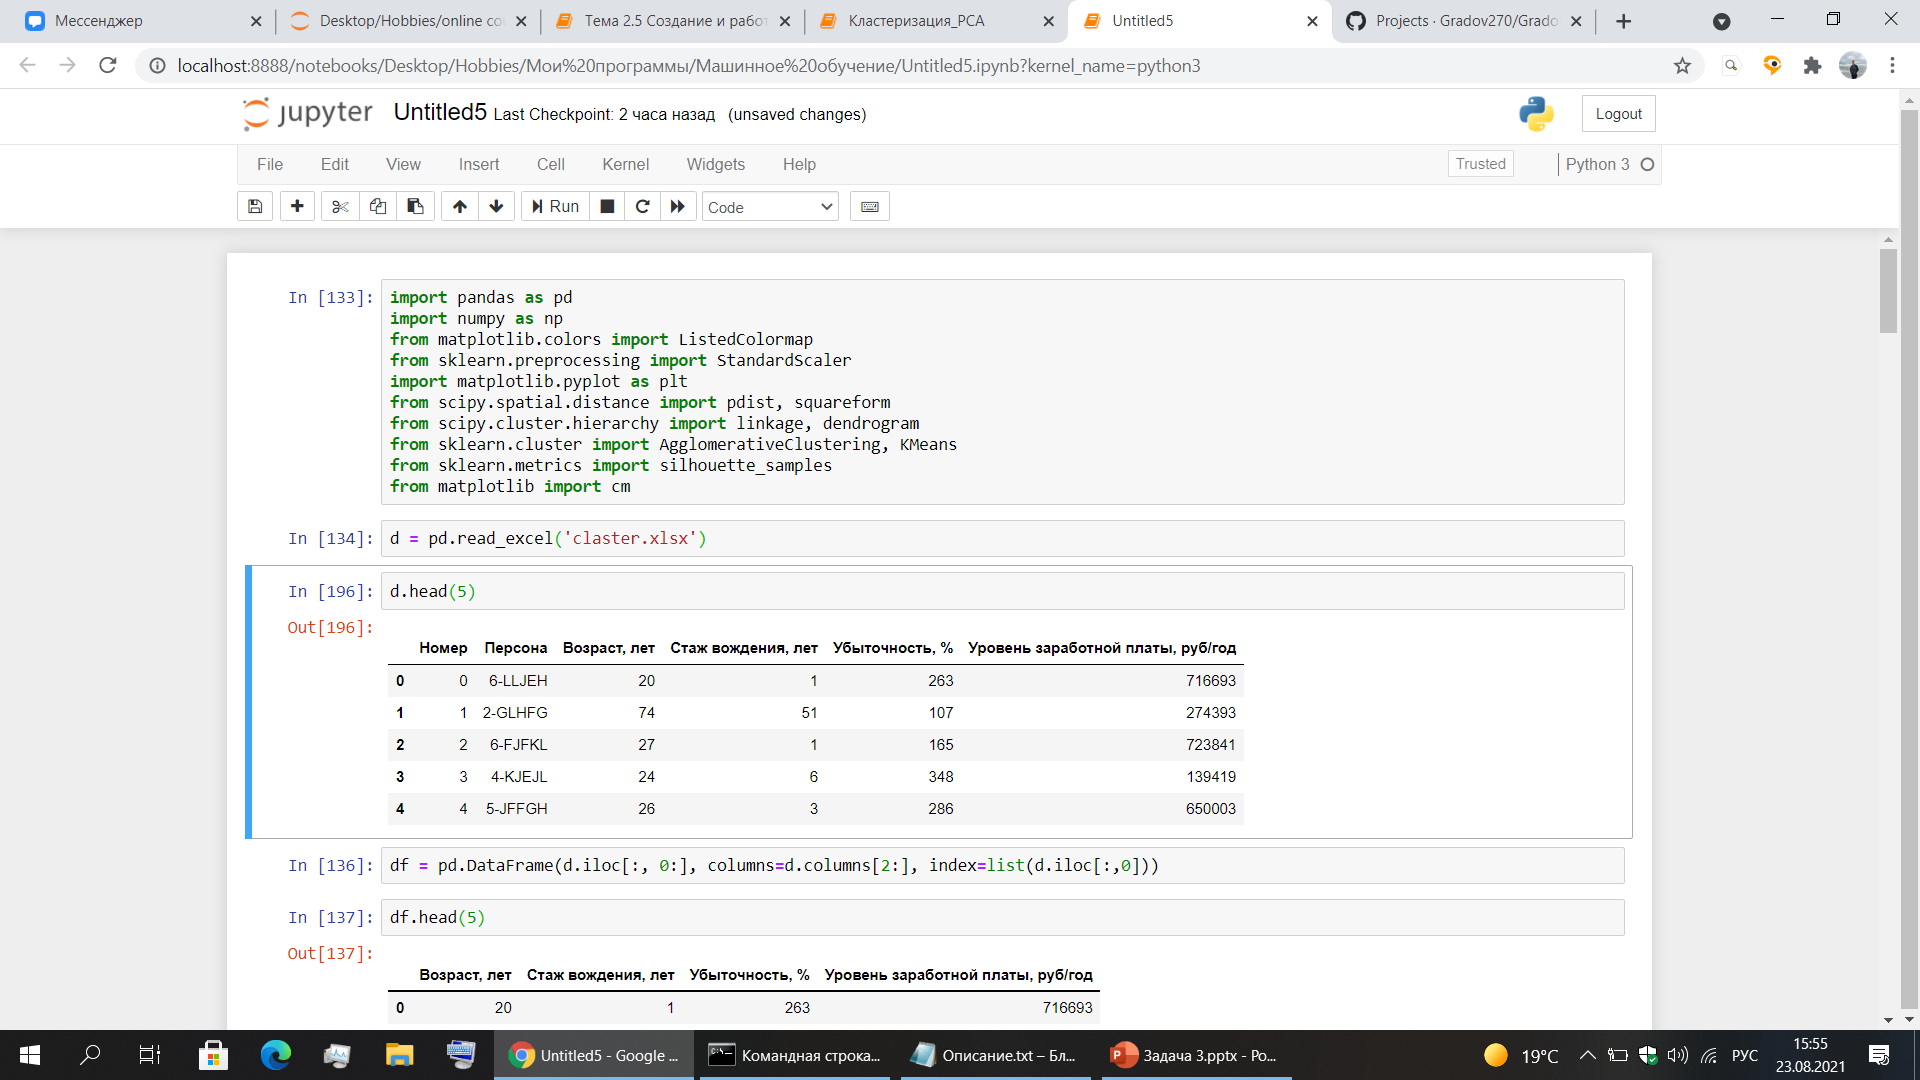 Мессенджер
Desktop/Hobbies/online co
Тема 2.5 Создание и работ
Кластеризация_PCA
Untitled5
Projects · Gradov270/Grado
localhost:8888/notebooks/Desktop/Hobbies/Мои%20программы/Машинное%20обучение/Untitled5.ipynb?kernel_name=python3
jupyter Untitled5 Last Checkpoint: 2 часа назад (unsaved changes)
Logout
File Edit View Insert Cell Kernel Widgets Help
Trusted
Python 3
Run
Code
In [133]:
import pandas as pd
import numpy as np
from matplotlib.colors import ListedColormap
from sklearn.preprocessing import StandardScaler
import matplotlib.pyplot as plt
from scipy.spatial.distance import pdist, squareform
from scipy.cluster.hierarchy import linkage, dendrogram
from sklearn.cluster import AgglomerativeClustering, KMeans
from sklearn.metrics import silhouette_samples
from matplotlib import cm
In [134]: d = pd.read_excel('claster.xlsx')
In [196]: d.head(5)
Out[196]:
Номер Персона Возраст, лет Стаж вождения, лет Убыточность, % Уровень заработной платы, руб/год
0 0 6-LLJEH 20 1 263 716693
1 1 2-GLHFG 74 51 107 274393
2 2 6-FJFKL 27 1 165 723841
3 3 4-KJEJL 24 6 348 139419
4 4 5-JFFGH 26 3 286 650003
In [136]: df = pd.DataFrame(d.iloc[:, 0:], columns=d.columns[2:], index=list(d.iloc[:,0]))
In [137]: df.head(5)
Out[137]:
Возраст, лет Стаж вождения, лет Убыточность, % Уровень заработной платы, руб/год
0 20 1 263 716693
Untitled5 - Google ...
Командная строка...
Описание.txt – Бл...
Задача 3.pptx - Po...
19°C
РУС
15:55
23.08.2021